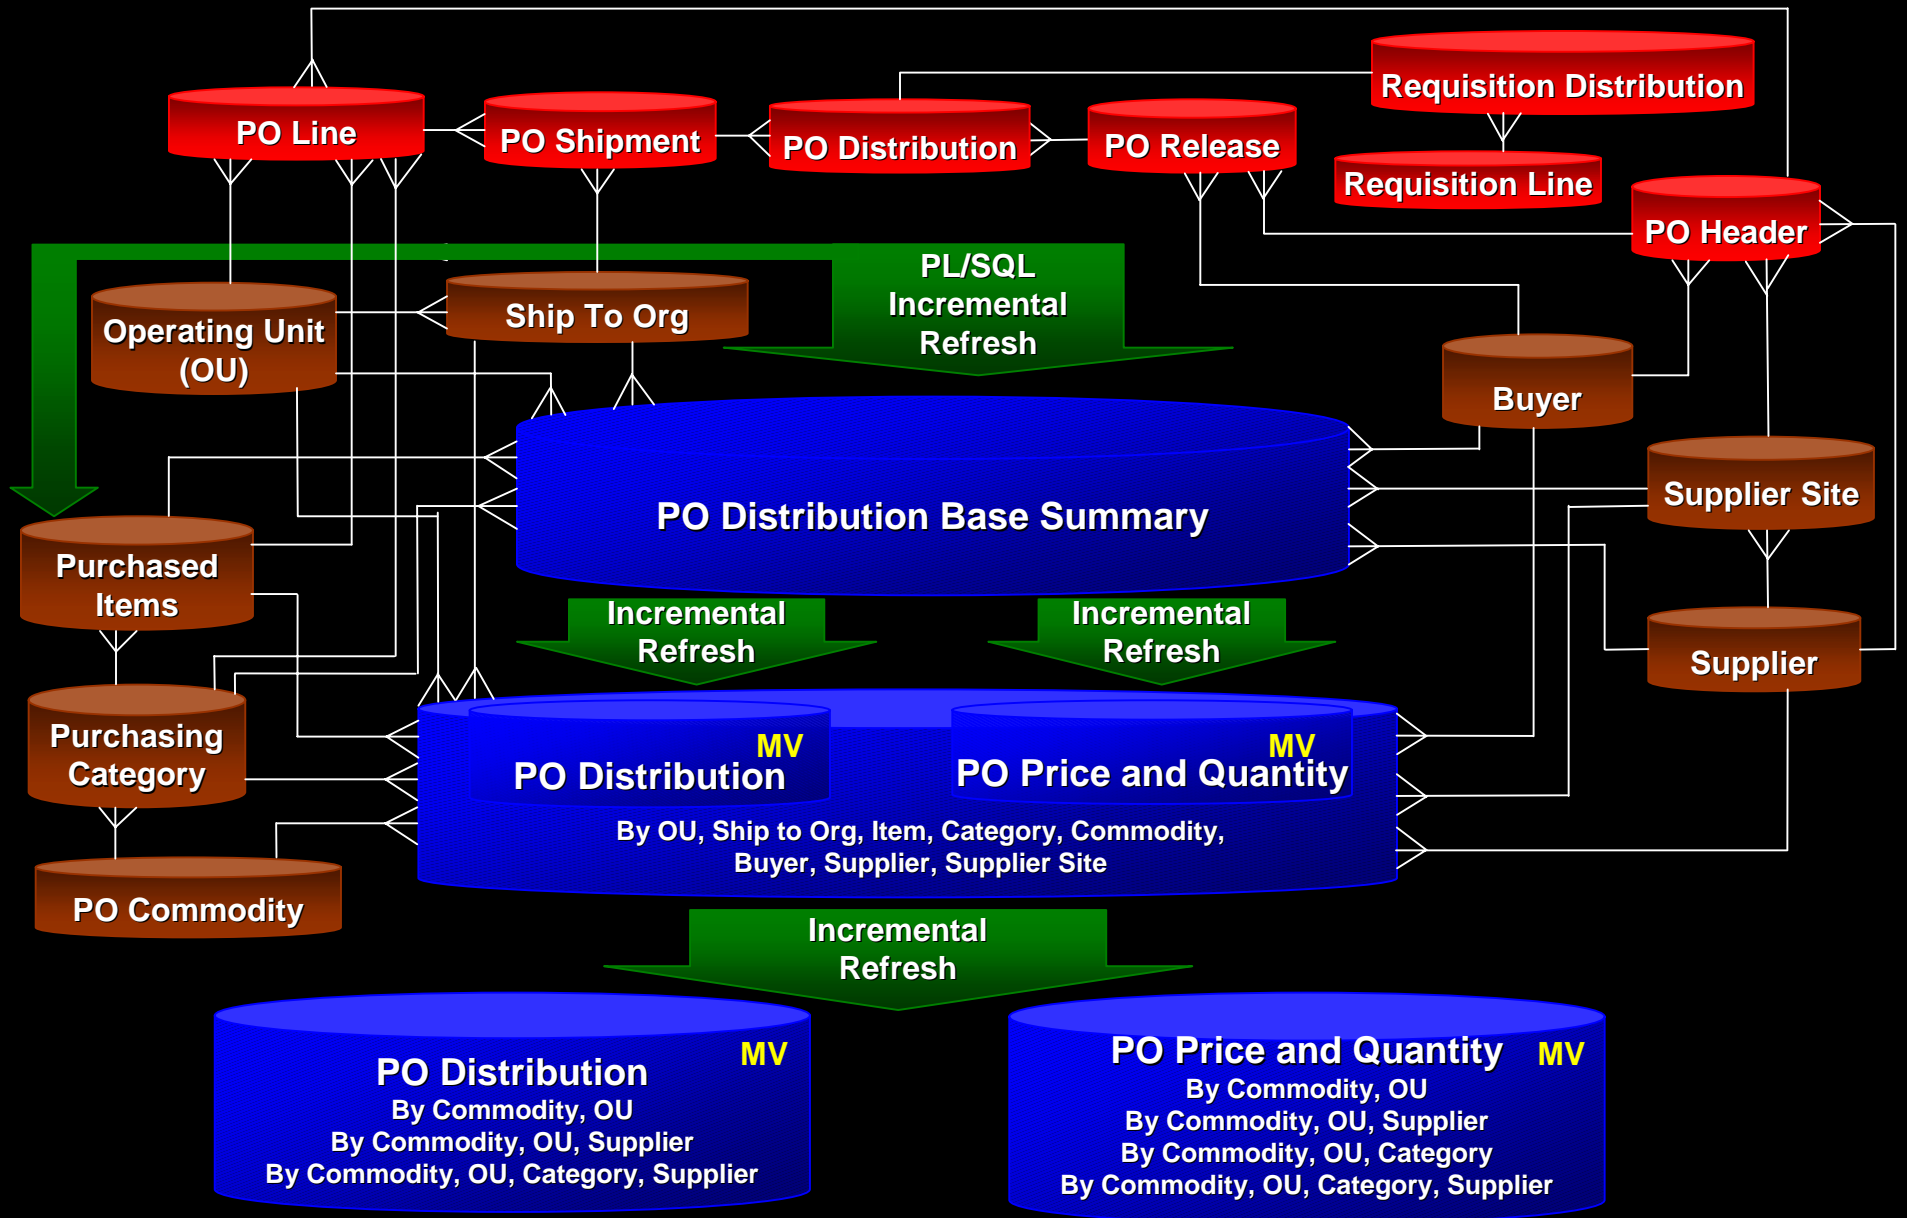 Requisition Distribution
PO Line
PO Shipment
PO Distribution
PO Release
Requisition Line
PO Header
PL/SQL
Incremental
Refresh
Operating Unit
(OU)
Ship To Org
Buyer
Supplier Site
PO Distribution Base Summary
Purchased
Items
Incremental
Refresh
Incremental
Refresh
Supplier
Purchasing
Category
MV
PO Distribution
MV
PO Price and Quantity
By OU, Ship to Org, Item, Category, Commodity,
Buyer, Supplier, Supplier Site
PO Commodity
Incremental
Refresh
PO Distribution
MV
By Commodity, OU
By Commodity, OU, Supplier
By Commodity, OU, Category, Supplier
PO Price and Quantity
MV
By Commodity, OU
By Commodity, OU, Supplier
By Commodity, OU, Category
By Commodity, OU, Category, Supplier